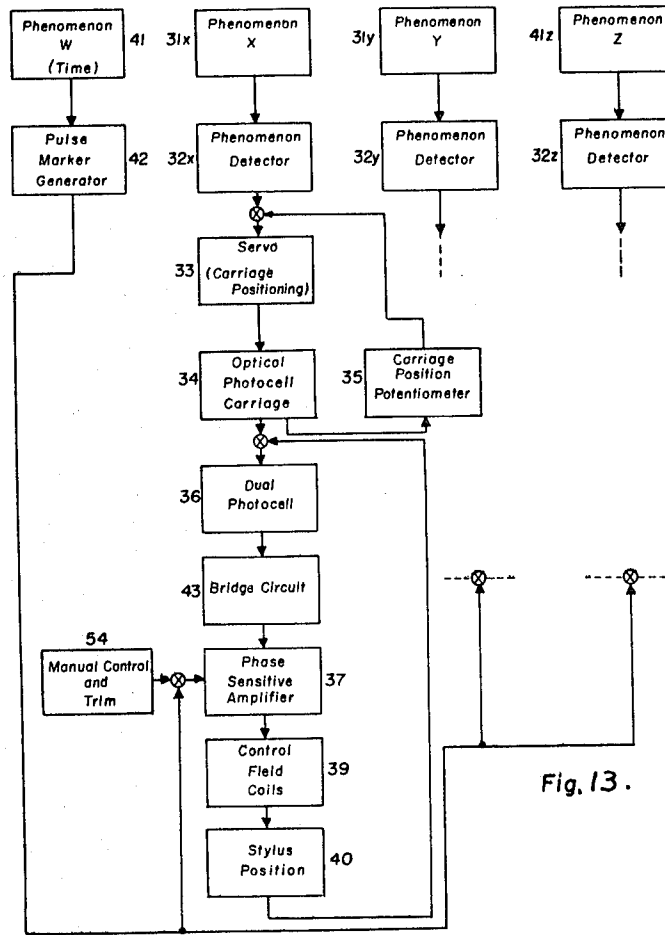 Phenomenon
W
(Time)
41
31x
Phenomenon
X
31y
Phenomenon
Y
41z
Phenomenon
Z
Pulse
Marker
Generator
42
32x
Phenomenon
Detector
32y
Phenomenon
Detector
32z
Phenomenon
Detector
33
Servo
(Carriage
Positioning)
34
Optical
Photocell
Carriage
35
Carriage
Position
Potentiometer
36
Dual
Photocell
43
Bridge Circuit
54
Manual Control
and
Trim
Phase
Sensitive
Amplifier
37
Control
Field
Coils
39
Stylus
Position
40
Fig. 13.